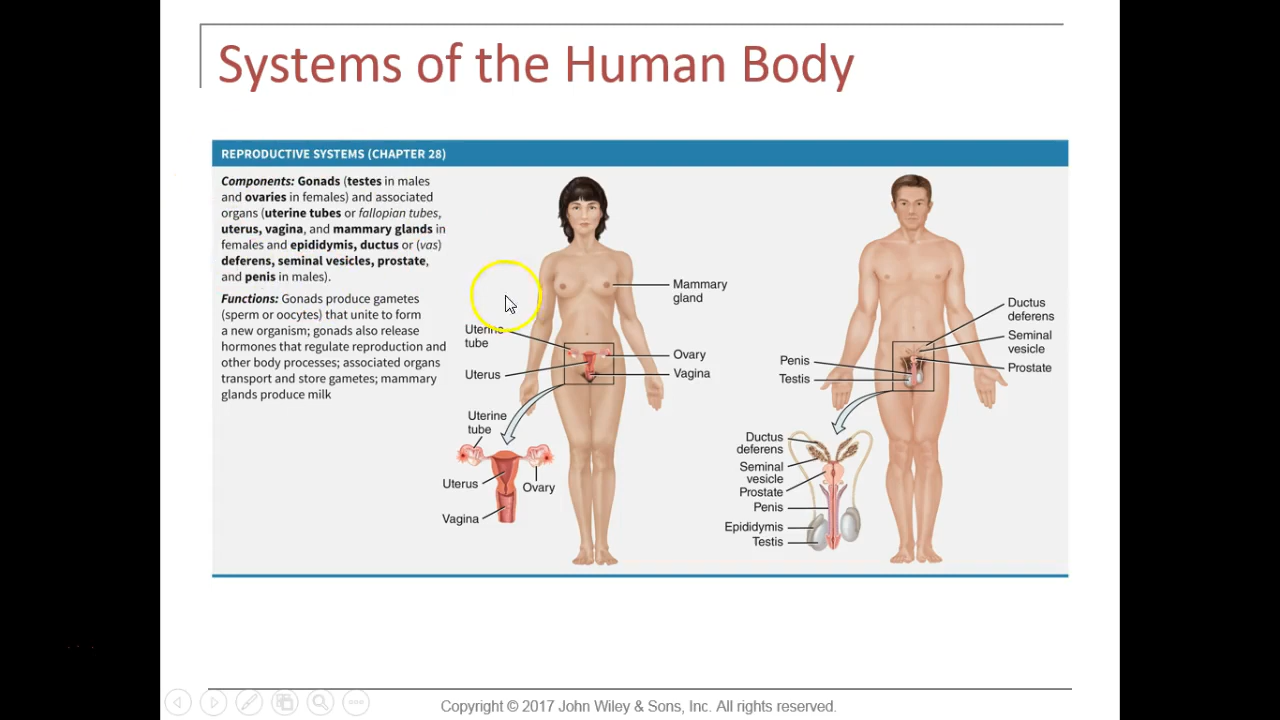 Systems of the Human Body
REPRODUCTIVE SYSTEMS (CHAPTER 28)
Components: Gonads (testes in males
and ovaries in females) and associated
organs (uterine tubes or fallopian tubes,
uterus, vagina, and mammary glands in
females and epididymis, ductus or (vas)
deferens, seminal vesicles, prostate,
and penis in males).
Functions: Gonads produce gametes
(sperm or oocytes) that unite to form
a new organism; gonads also release
hormones that regulate reproduction and
other body processes; associated organs
transport and store gametes; mammary
glands produce milk
Mammary
gland
Uterine
tube
Uterus
Ovary
Vagina
Uterine
tube
Uterus
Ovary
Vagina
Ductus
deferens
Seminal
vesicle
Prostate
Penis
Testis
Ductus
deferens
Seminal
vesicle
Prostate
Penis
Epididymis
Testis
Copyright © 2017 John Wiley & Sons, Inc. All rights reserved.